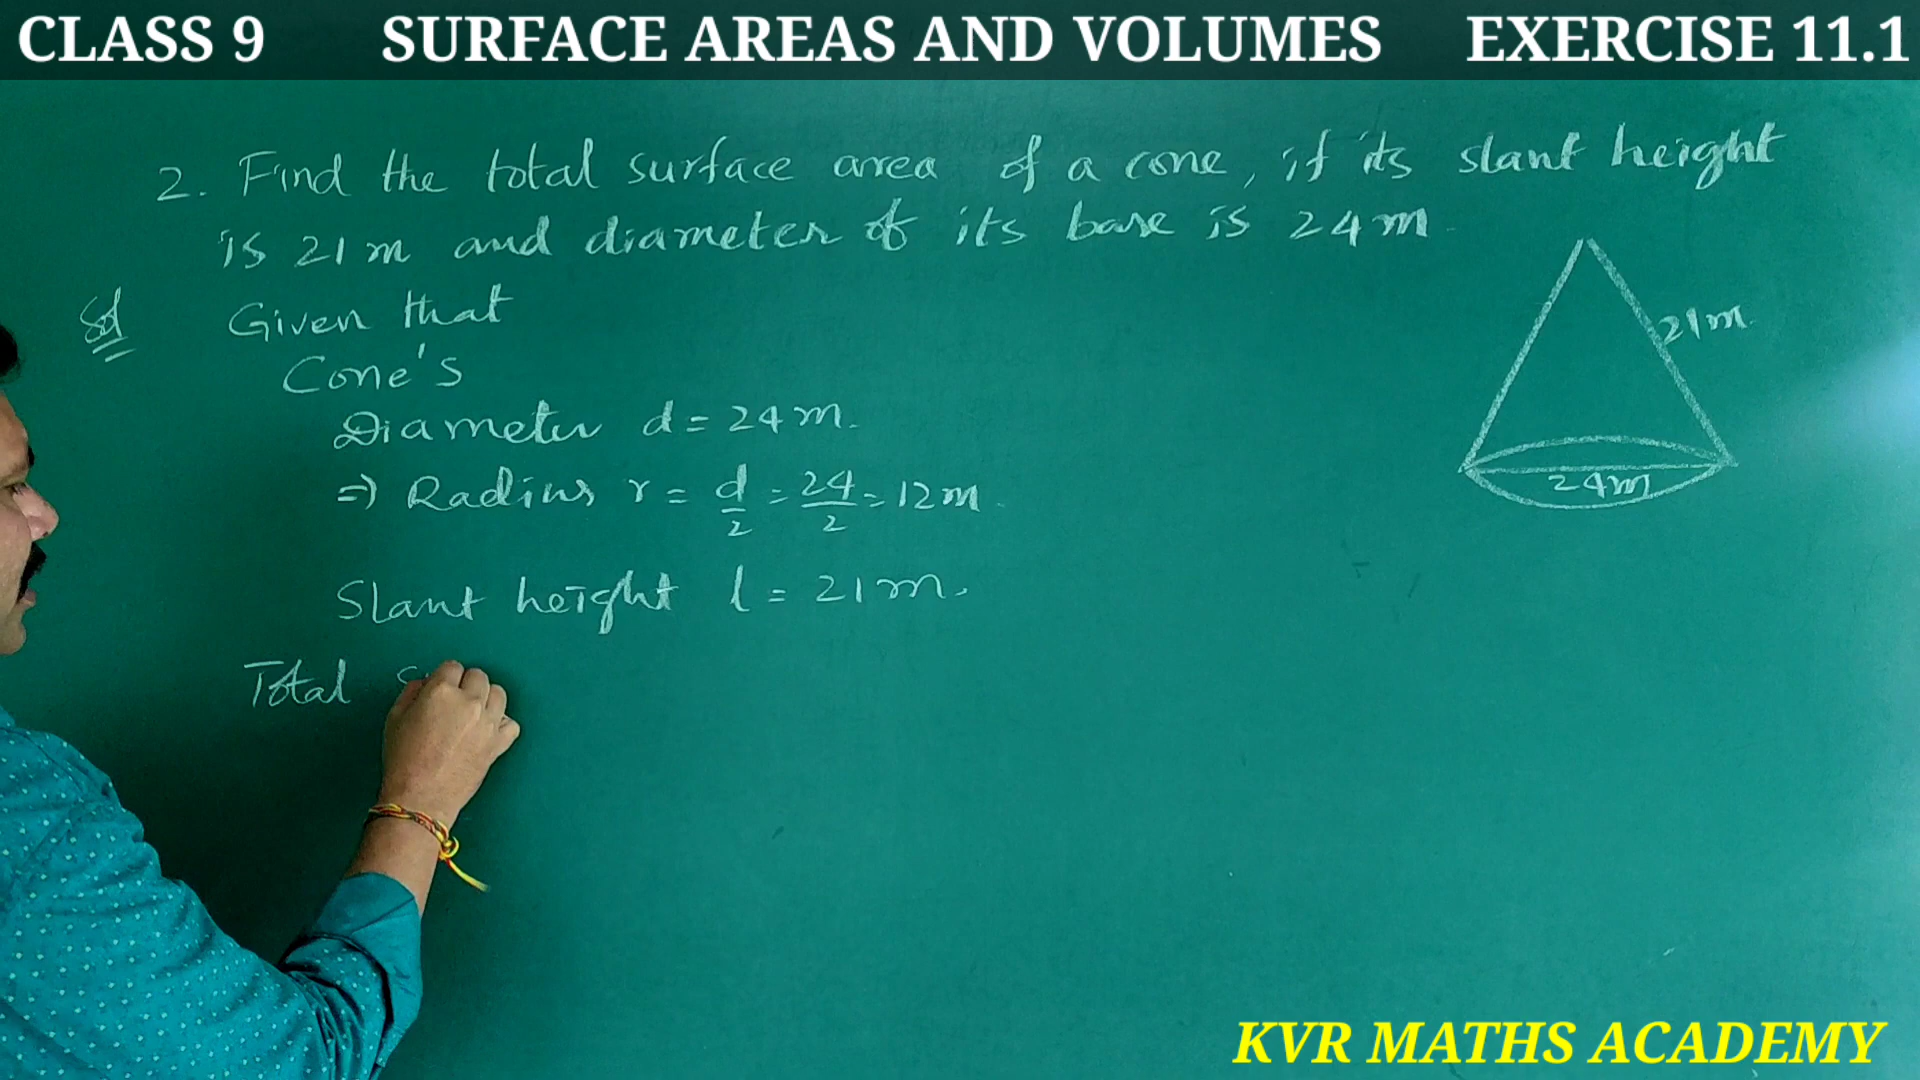 CLASS 9 SURFACE AREAS AND VOLUMES EXERCISE 11.1
2. Find the total surface area of a cone, if its slant height
is 21 m and diameter of its base is 24 m.
Sol Given that
Cone's
Diameter d = 24 m.
⇒ Radius r = d/2 = 24/2 = 12 m.
Slant height l = 21 m.
Total
21 m.
24 m
KVR MATHS ACADEMY